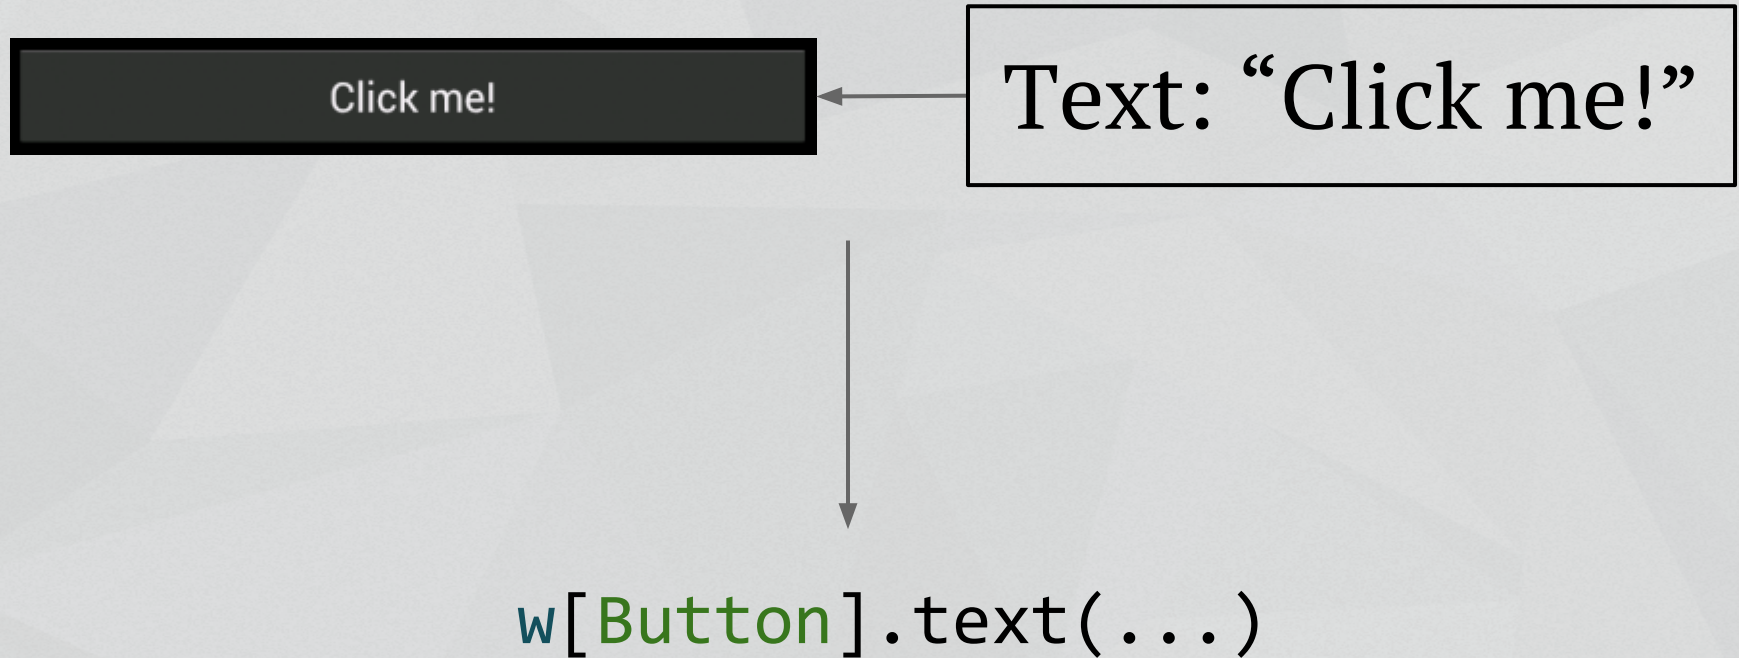 Click me!
Text: “Click me!”
w[Button].text(...)